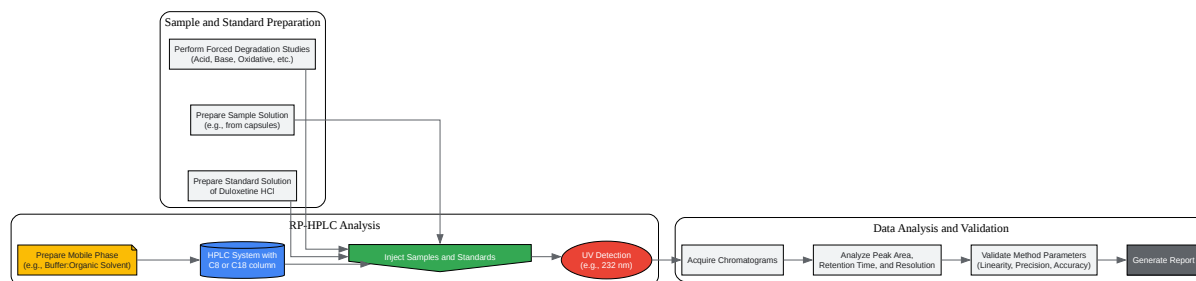 Sample and Standard Preparation
Perform Forced Degradation Studies
(Acid, Base, Oxidative, etc.)
Prepare Sample Solution
(e.g., from capsules)
Prepare Standard Solution
of Duloxetine HCl
RP-HPLC Analysis
Prepare Mobile Phase
(e.g., Buffer:Organic Solvent)
HPLC System with
C8 or C18 column
Inject Samples and Standards
UV Detection
(e.g., 232 nm)
Data Analysis and Validation
Acquire Chromatograms
Analyze Peak Area,
Retention Time, and Resolution
Validate Method Parameters
(Linearity, Precision, Accuracy)
Generate Report